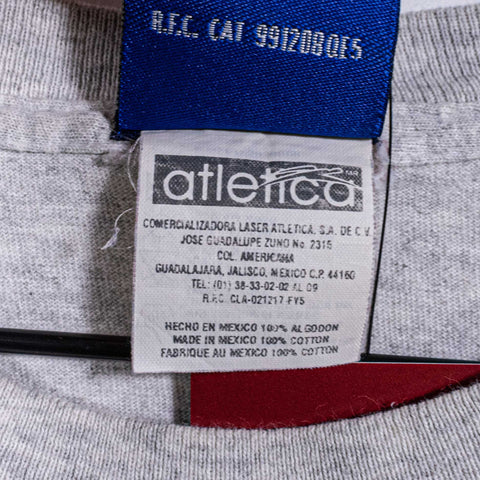 R.F.C. CAT 991208QE5
atletica
COMERCIALIZADORA LASER ATLETICA, S.A. DE C.V.
JOSE GUADALUPE ZUNO No. 2315
COL. AMERICANA
GUADALAJARA, JALISCO, MEXICO C.P. 44160
TEL: (01) 38-33-02-02 AL 09
R.F.C. CLA-021217-FY5
HECHO EN MEXICO 100% ALGODON
MADE IN MEXICO 100% COTTON
FABRIQUE AU MEXICO 100% COTTON